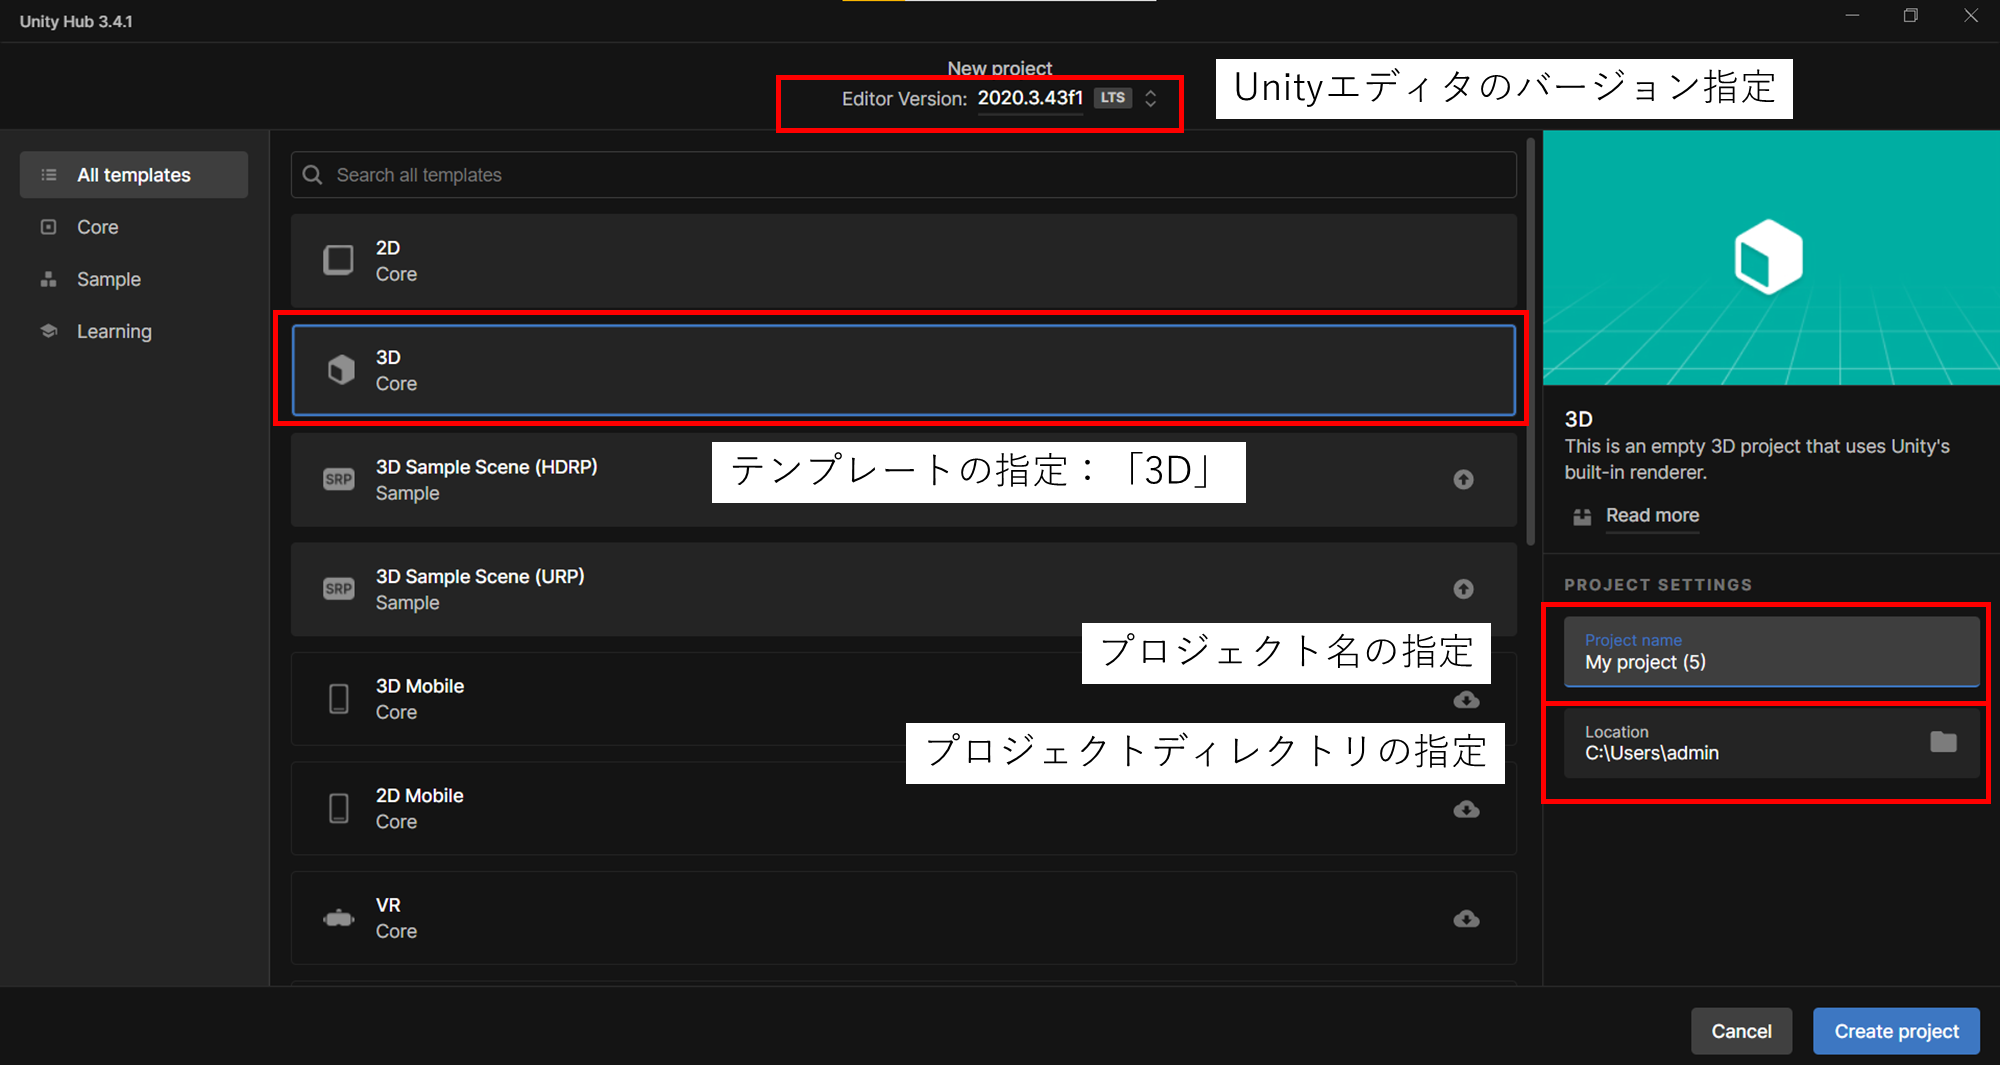 Unity Hub 3.4.1
New project
Editor Version: 2020.3.43f1 LTS
Unityエディタのバージョン指定
All templates
Core
Sample
Learning
Search all templates
2D
Core
3D
Core
3D Sample Scene (HDRP)
Sample
SRP
テンプレートの指定：「3D」
3D Sample Scene (URP)
Sample
SRP
3D Mobile
Core
2D Mobile
Core
VR
Core
3D
This is an empty 3D project that uses Unity's
built-in renderer.
Read more
PROJECT SETTINGS
プロジェクト名の指定
Project name
My project (5)
プロジェクトディレクトリの指定
Location
C:\Users\admin
Cancel
Create project